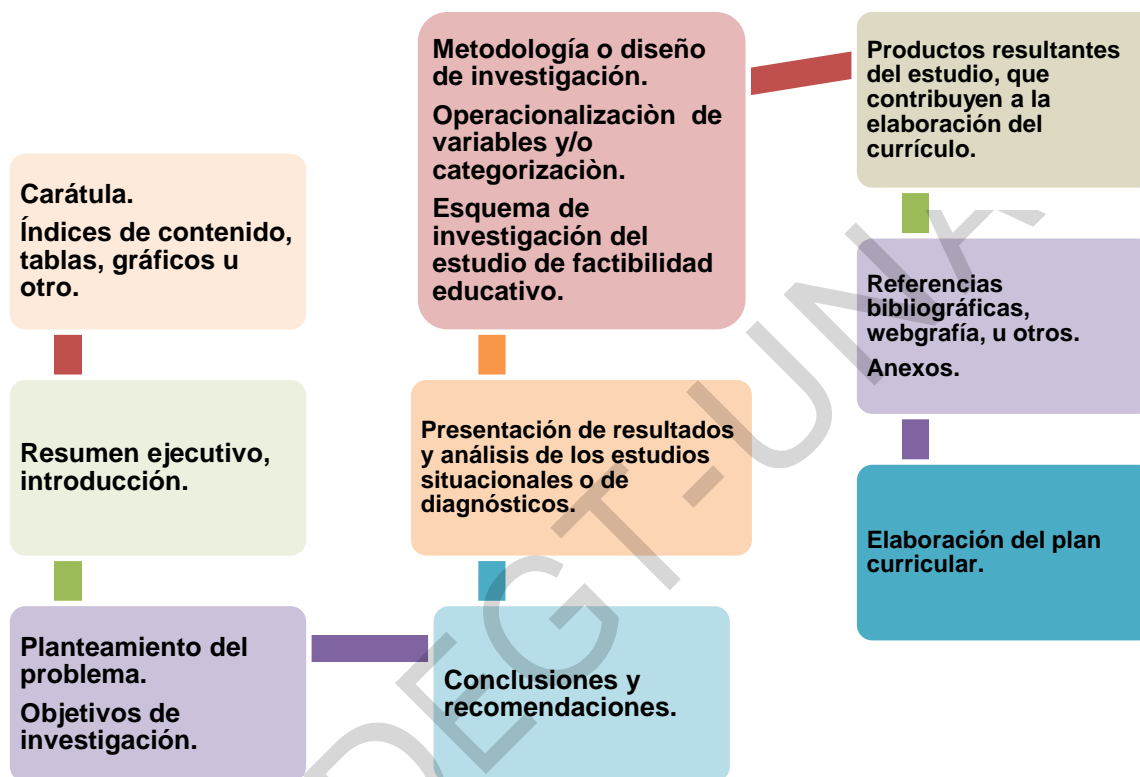 Carátula.
Índices de contenido,
tablas, gráficos u
otro.
Resumen ejecutivo,
introducción.
Planteamiento del
problema.
Objetivos de
investigación.
Conclusiones y
recomendaciones.
Presentación de resultados
y análisis de los estudios
situacionales o de
diagnósticos.
Metodología o diseño
de investigación.
Operacionalizaciòn de
variables y/o
categorizaciòn.
Esquema de
investigación del
estudio de factibilidad
educativo.
Productos resultantes
del estudio, que
contribuyen a la
elaboración del
currículo.
Referencias
bibliográficas,
webgrafía, u otros.
Anexos.
Elaboración del plan
curricular.
DEGT-UNA